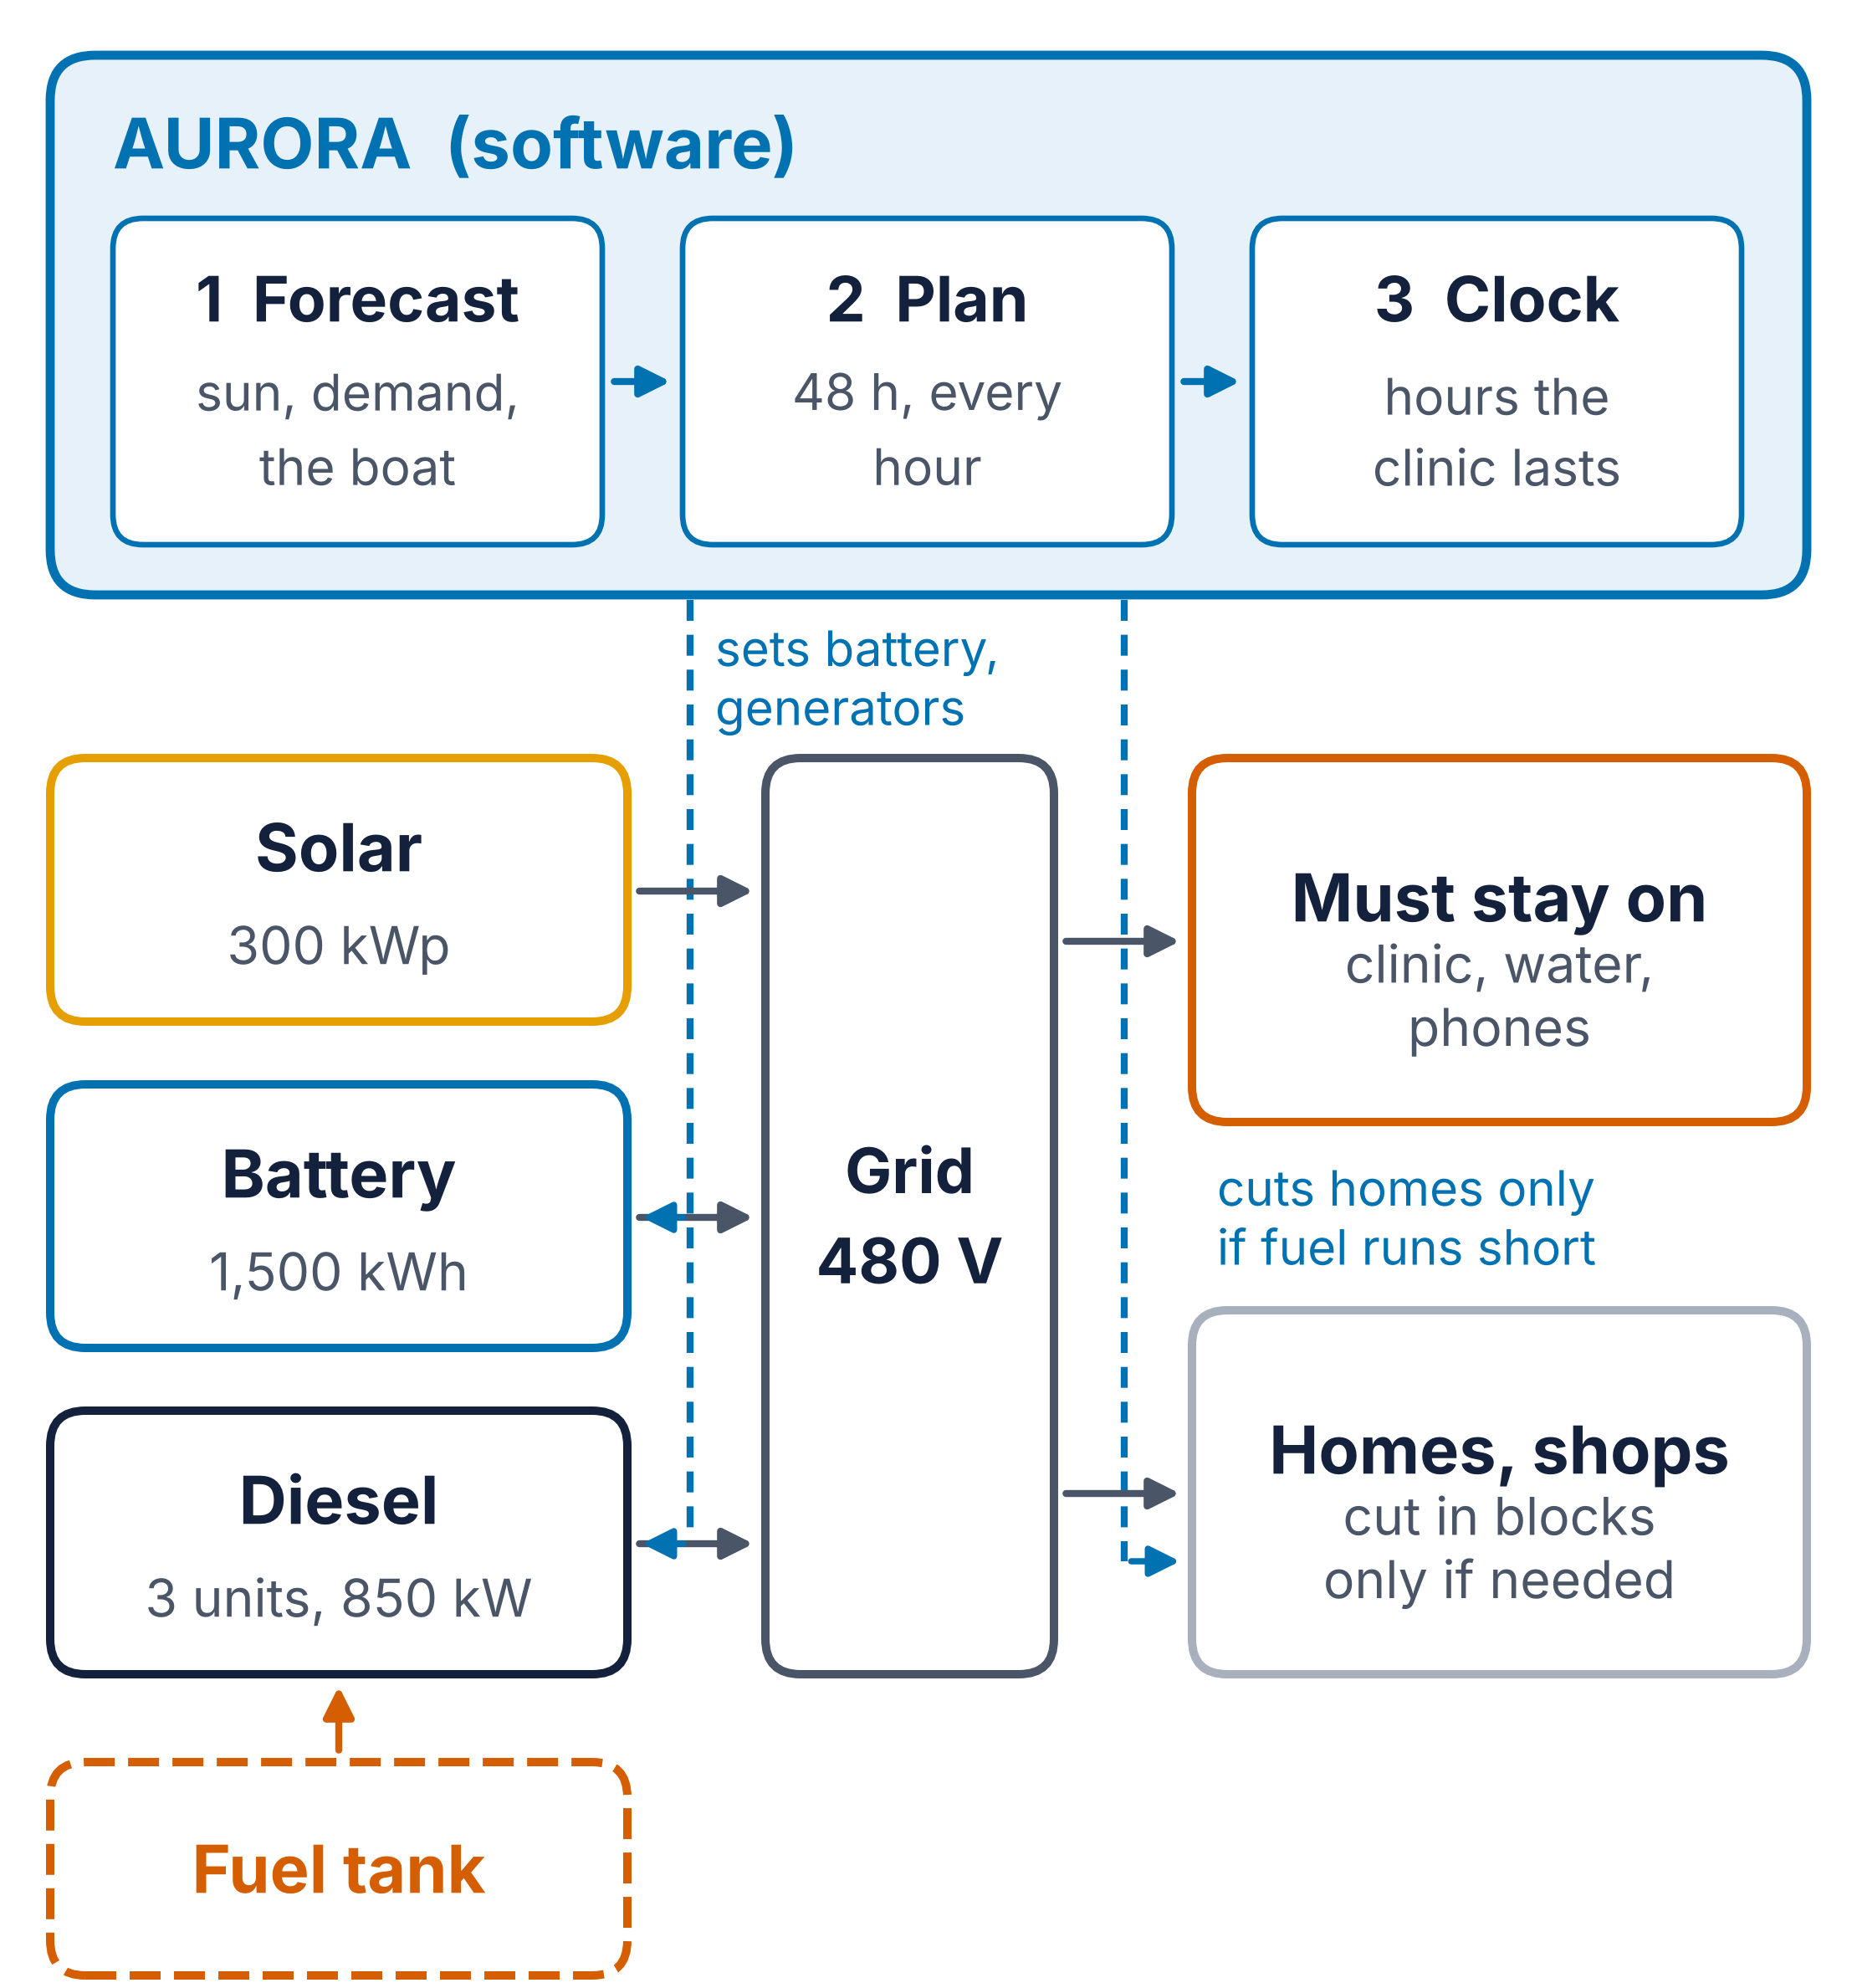 AURORA (software)
1 Forecast
sun, demand,
the boat
2 Plan
48 h, every
hour
3 Clock
hours the
clinic lasts
sets battery,
generators
Solar
300 kWp
Battery
1,500 kWh
Diesel
3 units, 850 kW
Fuel tank
Grid
480 V
Must stay on
clinic, water,
phones
cuts homes only
if fuel runs short
Homes, shops
cut in blocks
only if needed